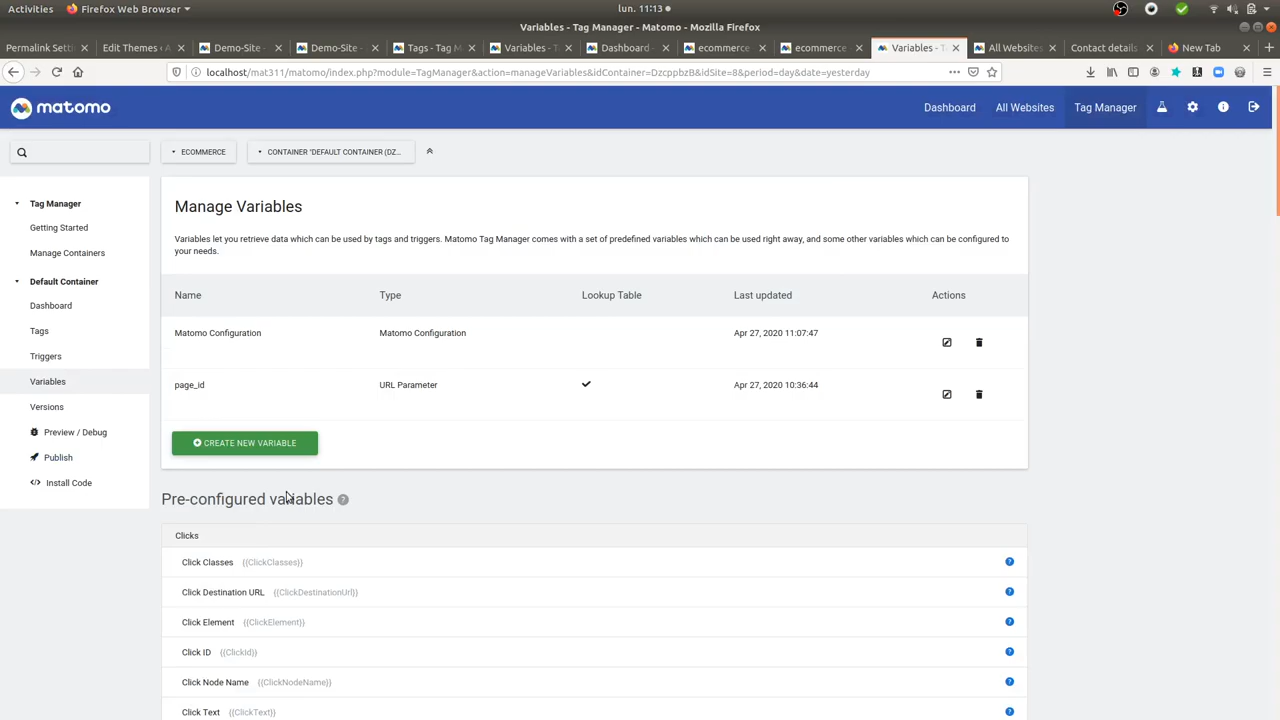 Activities
Firefox Web Browser
lun. 11:13
Variables - Tag Manager - Matomo - Mozilla Firefox
Permalink Sett
Edit Themes
Demo-Site -
Demo-Site -
Tags - Tag M
Variables - T
Dashboard -
ecommerce
ecommerce
Variables - T
All Websites
Contact details
New Tab
localhost/mat311/matomo/index.php?module=TagManager&action=manageVariables&idContainer=DzcppbzB&idSite=8&period=day&date=yesterday
matomo
Dashboard
All Websites
Tag Manager
ECOMMERCE
CONTAINER "DEFAULT CONTAINER (DZ...
Tag Manager
Getting Started
Manage Containers
Default Container
Dashboard
Tags
Triggers
Variables
Versions
Preview / Debug
Publish
Install Code
Manage Variables
Variables let you retrieve data which can be used by tags and triggers. Matomo Tag Manager comes with a set of predefined variables which can be used right away, and some other variables which can be configured to
your needs.
Name Type Lookup Table Last updated Actions
Matomo Configuration Matomo Configuration Apr 27, 2020 11:07:47
page_id URL Parameter Apr 27, 2020 10:36:44
CREATE NEW VARIABLE
Pre-configured variables ?
Clicks
Click Classes {{ClickClasses}} ?
Click Destination URL {{ClickDestinationUrl}} ?
Click Element {{ClickElement}} ?
Click ID {{ClickId}} ?
Click Node Name {{ClickNodeName}} ?
Click Text {{ClickText}} ?